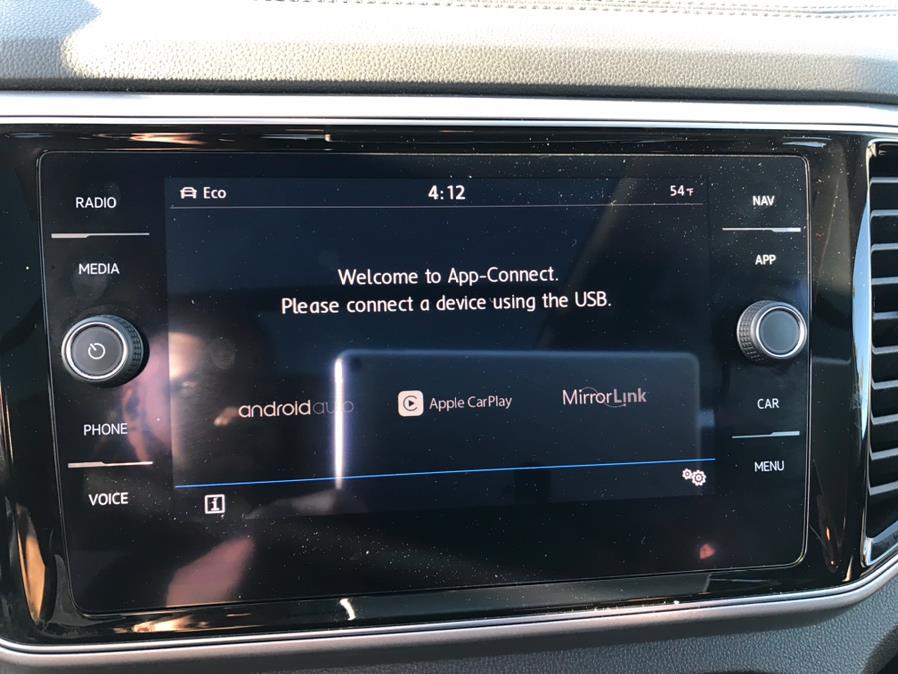 RADIO
MEDIA
PHONE
VOICE
Eco
4:12
54°F
Welcome to App-Connect.
Please connect a device using the USB.
androidauto
Apple CarPlay
MirrorLink
i
NAV
APP
CAR
MENU